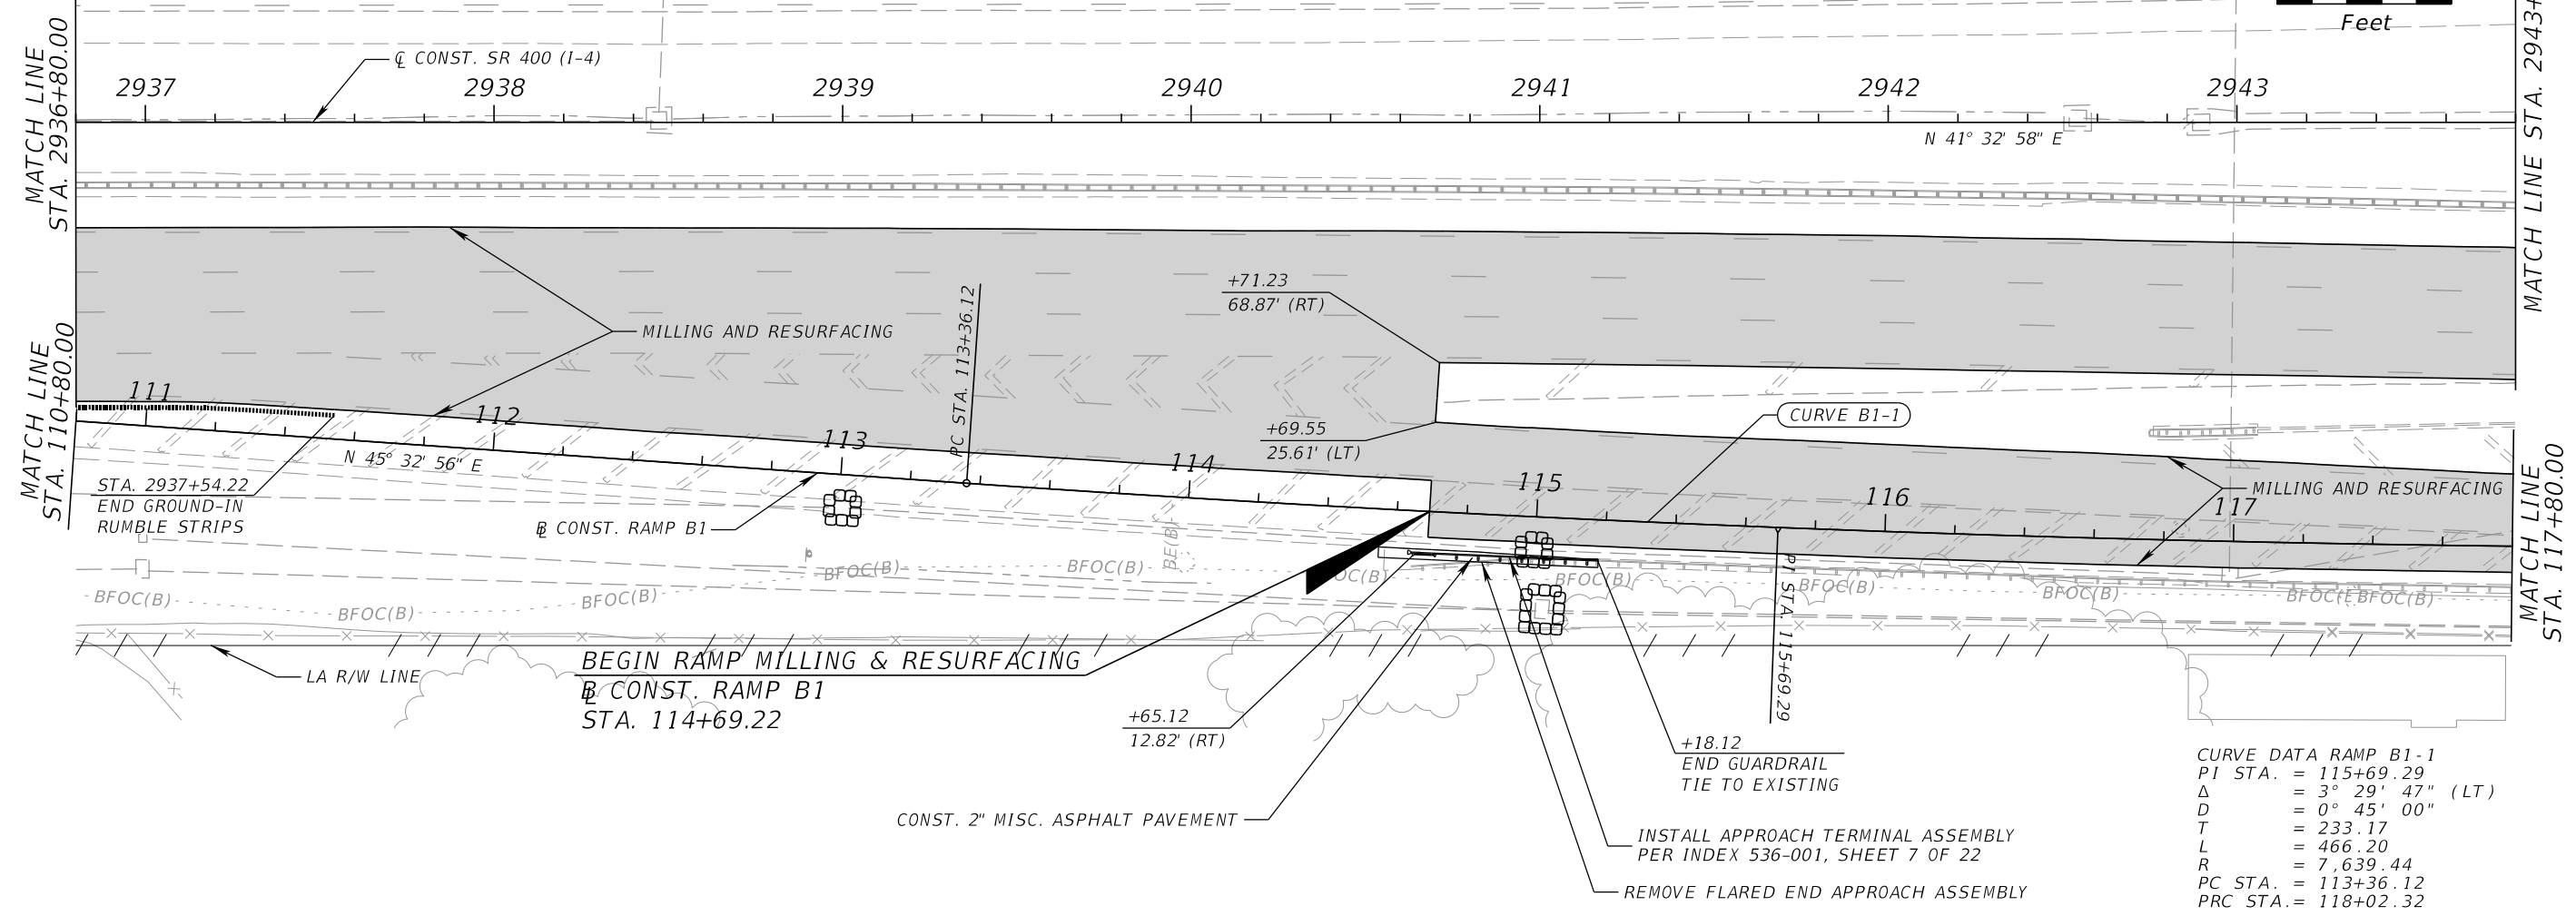 Feet
MATCH LINE
STA. 2936+80.00
℄ CONST. SR 400 (I-4)
2937
2938
2939
2940
2941
2942
2943
N 41° 32' 58" E
MATCH LINE STA. 2943+
+71.23
68.87' (RT)
MILLING AND RESURFACING
PC STA. 113+36.12
MATCH LINE
STA. 110+80.00
111
112
113
114
115
116
117
+69.55
25.61' (LT)
CURVE B1-1
N 45° 32' 56" E
STA. 2937+54.22
END GROUND-IN
RUMBLE STRIPS
BL CONST. RAMP B1
MILLING AND RESURFACING
MATCH LINE
STA. 117+80.00
BE(B)
BFOC(B)
BFOC(B)
BFOC(B)
BFOC(B)
BFOC(B)
OC(B)
BFOC(B)
BFOC(B)
BFOC(B)
BFOC(B)
PI STA. 115+69.29
LA R/W LINE
BEGIN RAMP MILLING & RESURFACING
BL CONST. RAMP B1
STA. 114+69.22
+65.12
12.82' (RT)
+18.12
END GUARDRAIL
TIE TO EXISTING
CONST. 2" MISC. ASPHALT PAVEMENT
INSTALL APPROACH TERMINAL ASSEMBLY
PER INDEX 536-001, SHEET 7 OF 22
REMOVE FLARED END APPROACH ASSEMBLY
CURVE DATA RAMP B1-1
PI STA. = 115+69.29
Δ = 3° 29' 47" (LT)
D = 0° 45' 00"
T = 233.17
L = 466.20
R = 7,639.44
PC STA. = 113+36.12
PRC STA.= 118+02.32